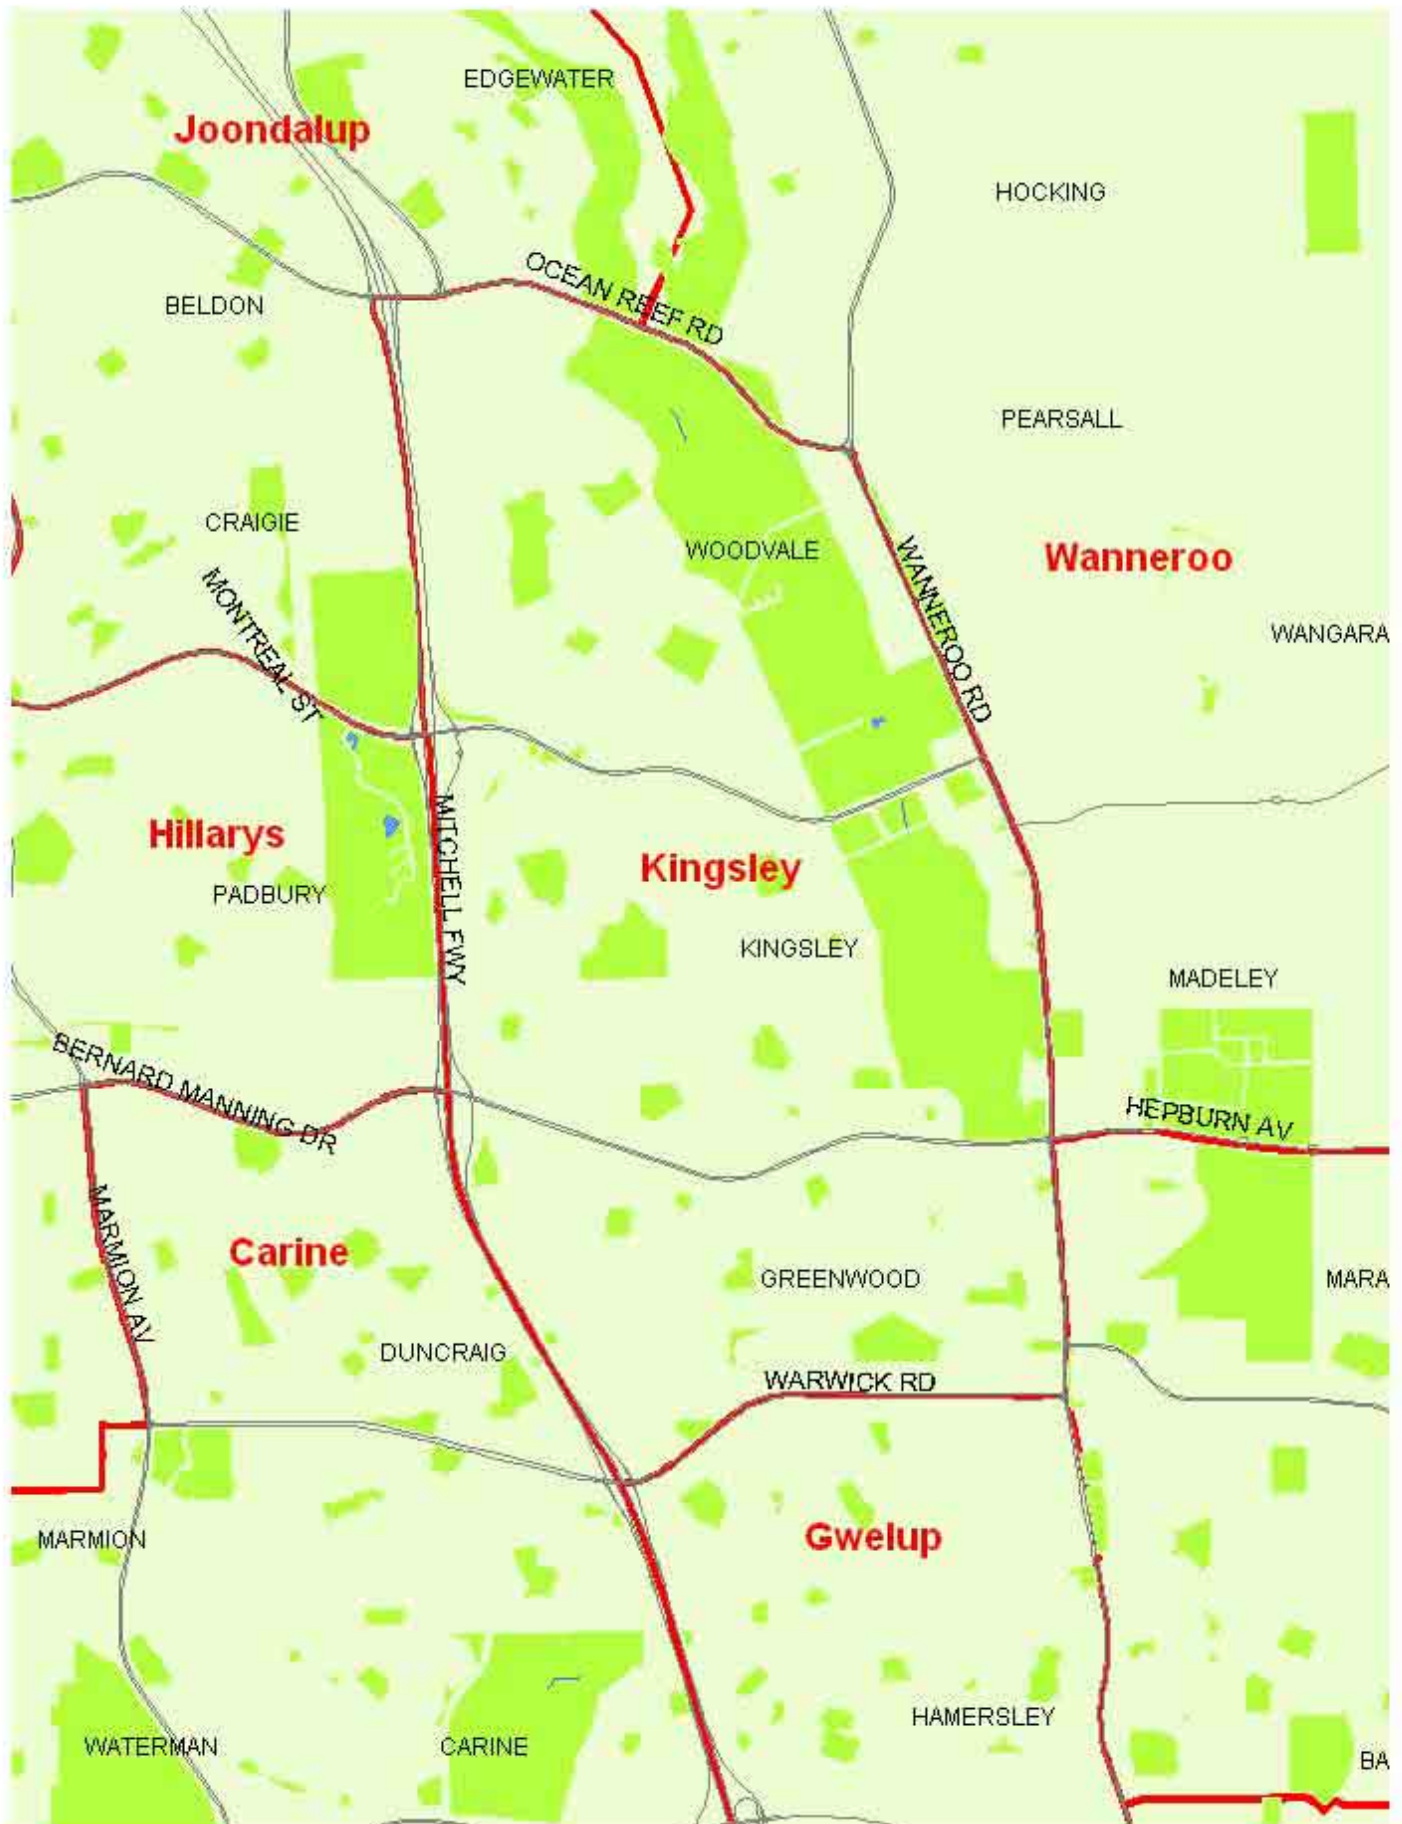 EDGEWATER
Joondalup
HOCKING
OCEAN REEF RD
BELDON
PEARSALL
CRAIGIE
WOODVALE
Wanneroo
MONTREAL ST
WANNEROO RD
WANGARA
Hillarys
MITCHELL FWY
Kingsley
PADBURY
KINGSLEY
MADELEY
BERNARD MANNING DR
HEPBURN AV
MARMION AV
Carine
GREENWOOD
MARA
DUNCRAIG
WARWICK RD
MARMION
Gwelup
HAMERSLEY
WATERMAN
CARINE
BA